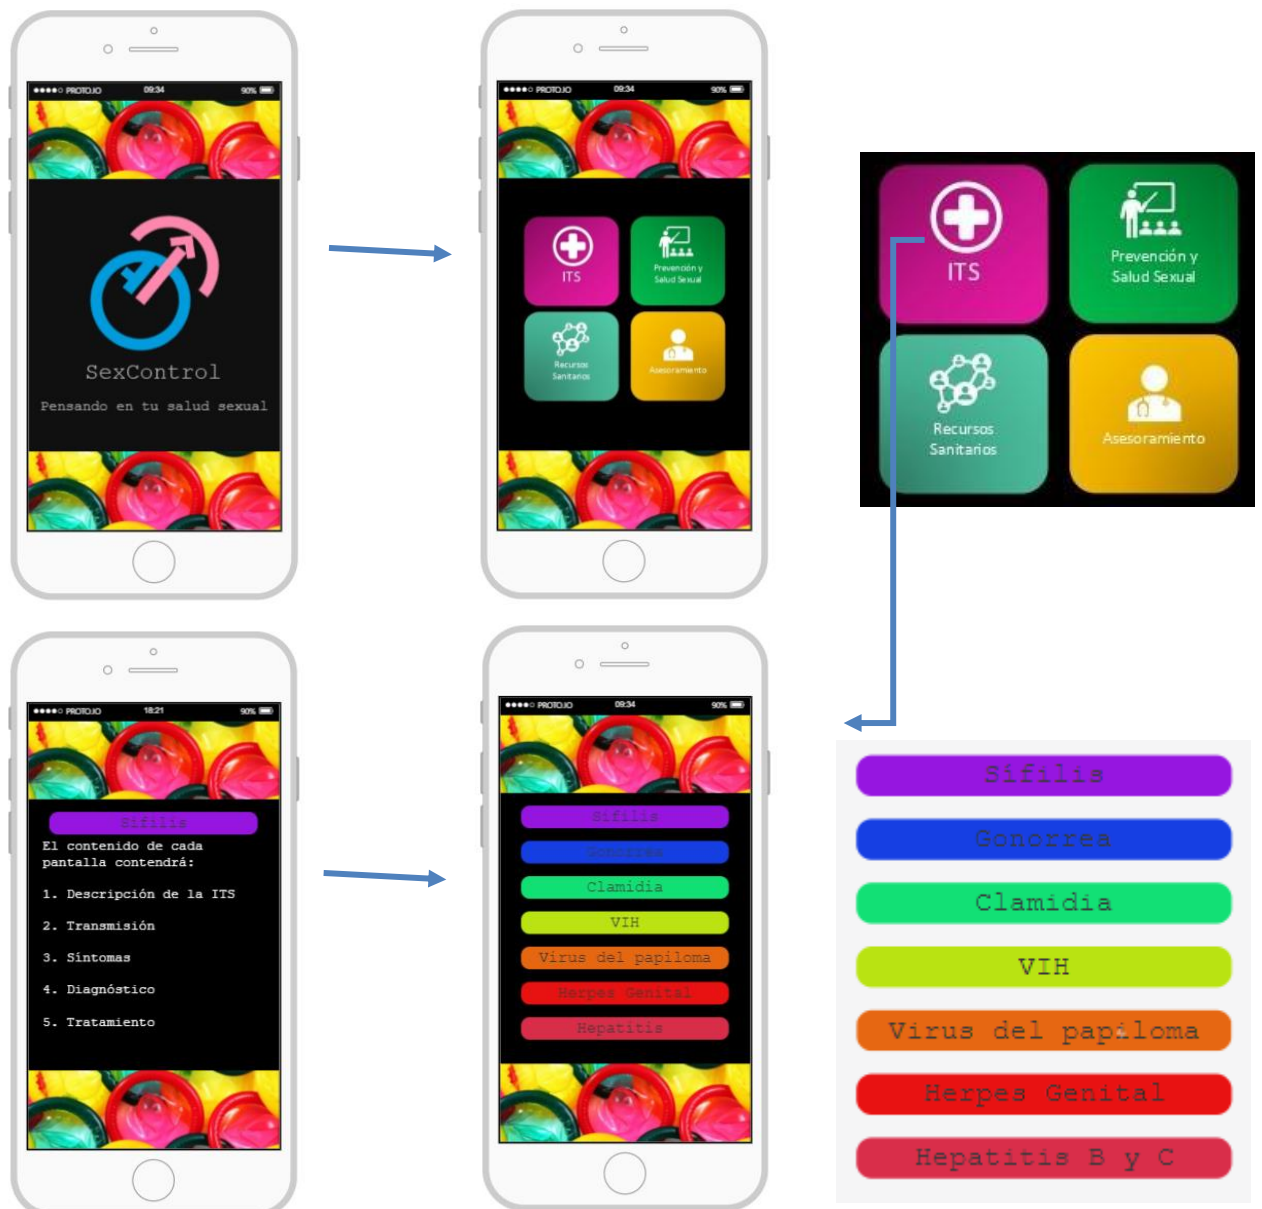 PROTO.IO 09:34 90%
SexControl
Pensando en tu salud sexual
PROTO.IO 09:34 90%
ITS
Prevención y
Salud Sexual
Recursos
Sanitarios
Asesoramiento
ITS
Prevención y
Salud Sexual
Recursos
Sanitarios
Asesoramiento
PROTO.IO 18:21 90%
Sífilis
El contenido de cada
pantalla contendrá:
1. Descripción de la ITS
2. Transmisión
3. Síntomas
4. Diagnóstico
5. Tratamiento
PROTO.IO 09:34 90%
Sífilis
Gonorrea
Clamidia
VIH
Virus del papiloma
Herpes Genital
Hepatitis
Sífilis
Gonorrea
Clamidia
VIH
Virus del papiloma
Herpes Genital
Hepatitis B y C